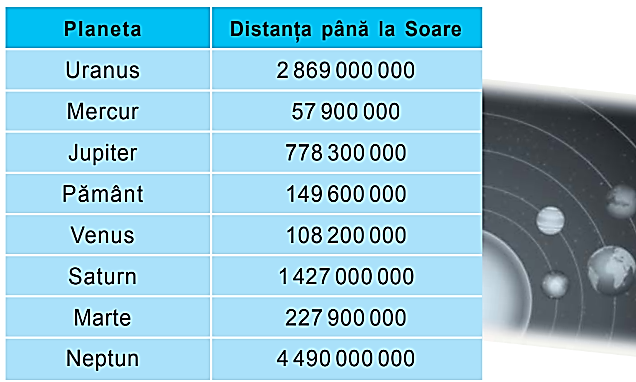 Planeta Distanța până la Soare
Uranus 2 869 000 000
Mercur 57 900 000
Jupiter 778 300 000
Pământ 149 600 000
Venus 108 200 000
Saturn 1 427 000 000
Marte 227 900 000
Neptun 4 490 000 000